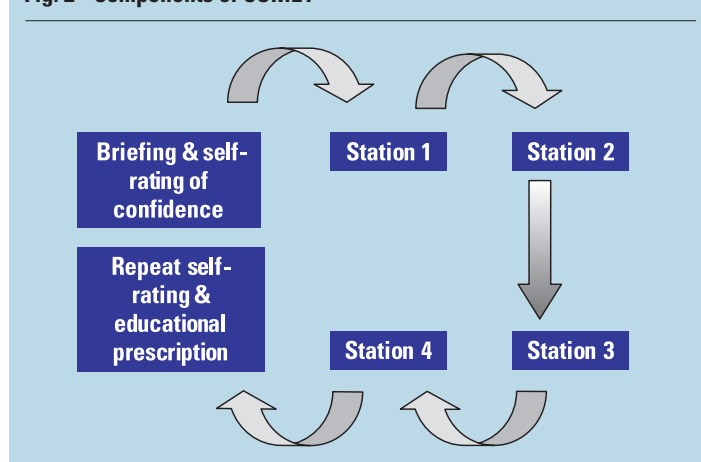 Briefing & self-
rating of
confidence
Station 1
Station 2
Repeat self-
rating &
educational
prescription
Station 4
Station 3